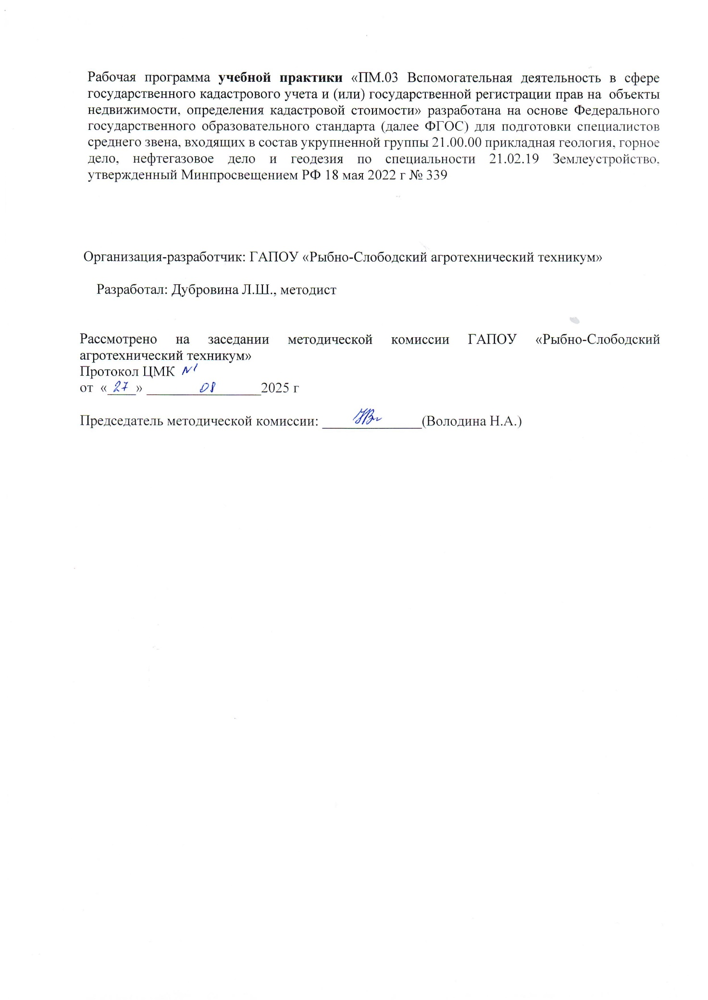 Рабочая программа учебной практики «ПМ.03 Вспомогательная деятельность в сфере
государственного кадастрового учета и (или) государственной регистрации прав на объекты
недвижимости, определения кадастровой стоимости» разработана на основе Федерального
государственного образовательного стандарта (далее ФГОС) для подготовки специалистов
среднего звена, входящих в состав укрупненной группы 21.00.00 прикладная геология, горное
дело, нефтегазовое дело и геодезия по специальности 21.02.19 Землеустройство,
утвержденный Минпросвещением РФ 18 мая 2022 г № 339
Организация-разработчик: ГАПОУ «Рыбно-Слободский агротехнический техникум»
Разработал: Дубровина Л.Ш., методист
Рассмотрено на заседании методической комиссии ГАПОУ «Рыбно-Слободский
агротехнический техникум»
Протокол ЦМК N1
от «27» 08 2025 г
Председатель методической комиссии: (Володина Н.А.)